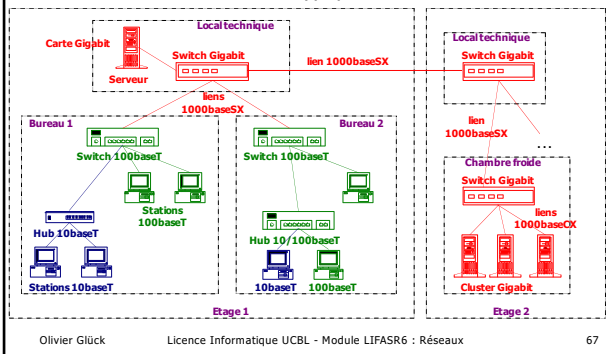 Local technique
Carte Gigabit
Switch Gigabit
Serveur
lien 1000baseSX
Local technique
Switch Gigabit
liens
1000baseSX
lien
1000baseSX
...
Bureau 1
Switch 100baseT
Stations
100baseT
Hub 10baseT
Stations 10baseT
Bureau 2
Switch 100baseT
Hub 10/100baseT
10baseT
100baseT
Chambre froide
Switch Gigabit
liens
1000baseCX
Cluster Gigabit
Etage 1
Etage 2
Olivier Glück
Licence Informatique UCBL - Module LIFASR6 : Réseaux
67